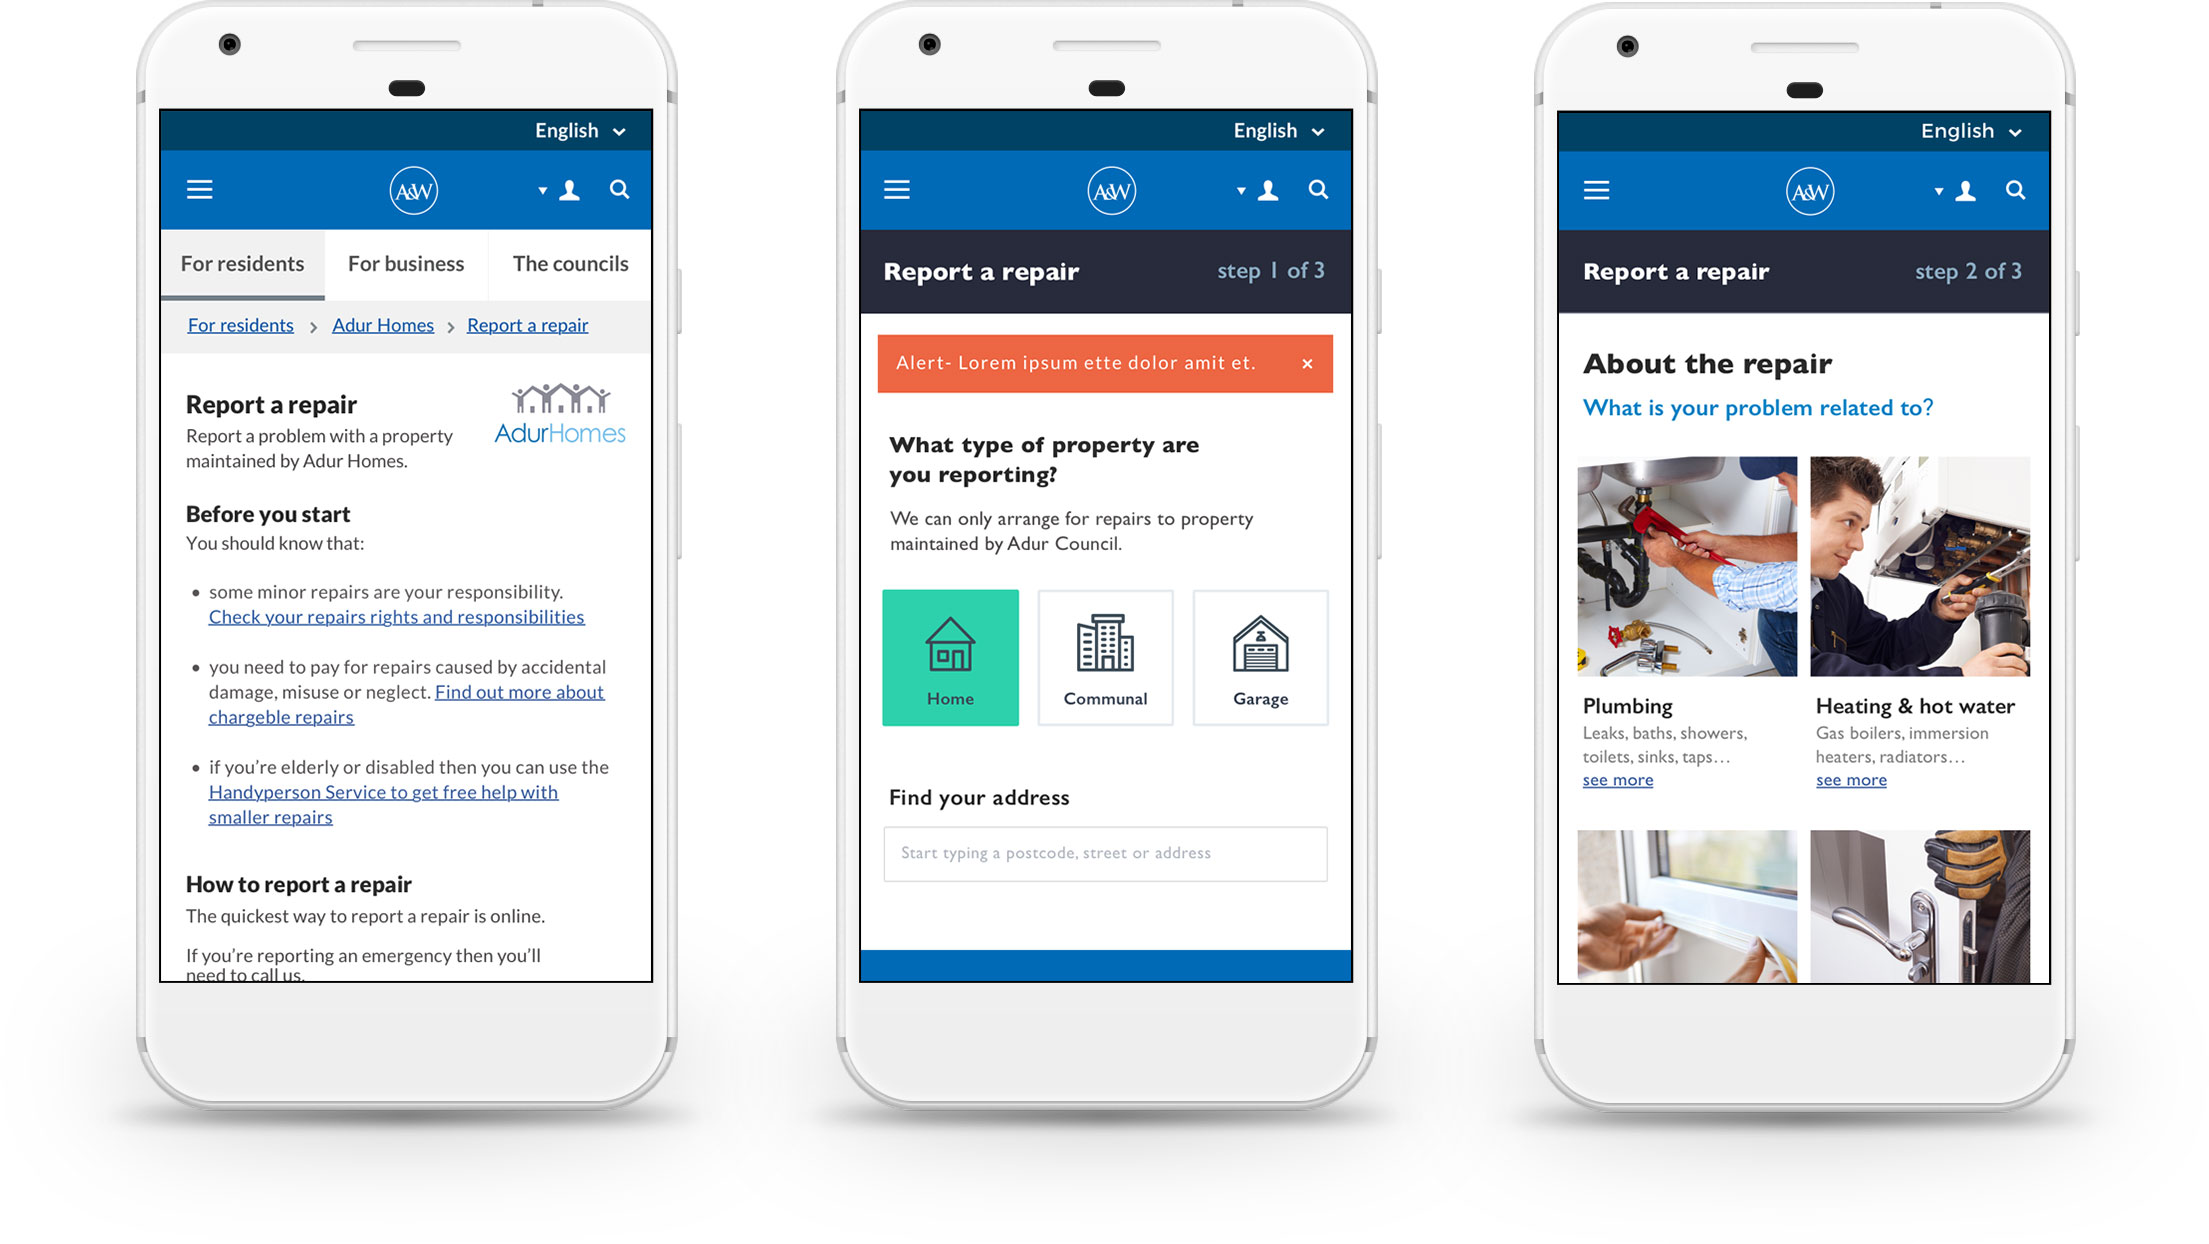 English
A&W
For residents
For business
The councils
For residents > Adur Homes > Report a repair
Report a repair
Report a problem with a property
maintained by Adur Homes.
AdurHomes
Before you start
You should know that:
• some minor repairs are your responsibility.
Check your repairs rights and responsibilities
• you need to pay for repairs caused by accidental
damage, misuse or neglect. Find out more about
chargeble repairs
• if you’re elderly or disabled then you can use the
Handyperson Service to get free help with
smaller repairs
How to report a repair
The quickest way to report a repair is online.
If you’re reporting an emergency then you’ll
need to call us.
English
A&W
Report a repair
step 1 of 3
Alert- Lorem ipsum ette dolor amit et. ×
What type of property are
you reporting?
We can only arrange for repairs to property
maintained by Adur Council.
Home
Communal
Garage
Find your address
Start typing a postcode, street or address
English
A&W
Report a repair
step 2 of 3
About the repair
What is your problem related to?
Plumbing
Leaks, baths, showers,
toilets, sinks, taps…
see more
Heating & hot water
Gas boilers, immersion
heaters, radiators…
see more